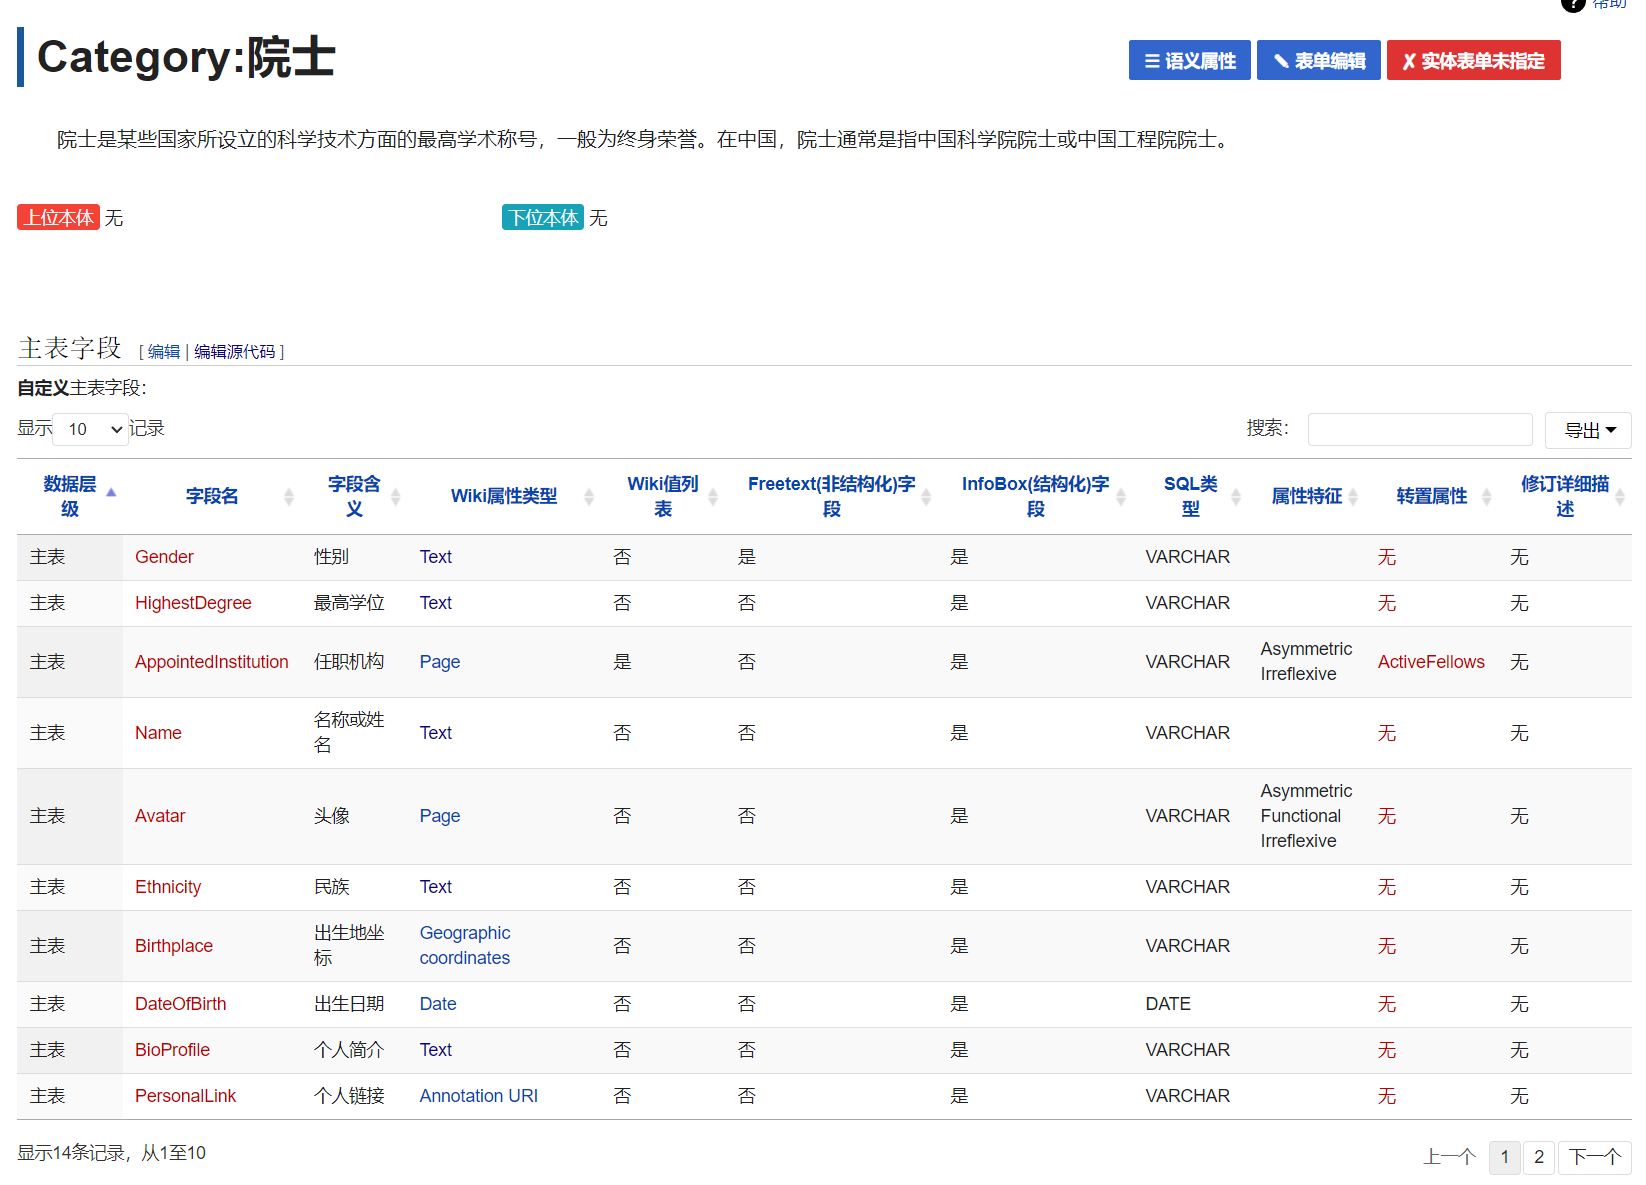 帮助
Category:院士
☰ 语义属性 ✎ 表单编辑 ✘ 实体表单未指定
院士是某些国家所设立的科学技术方面的最高学术称号，一般为终身荣誉。在中国，院士通常是指中国科学院院士或中国工程院院士。
上位本体 无 下位本体 无
主表字段 [ 编辑 | 编辑源代码 ]
自定义主表字段：
显示 10 记录 搜索： 导出
数据层级 字段名 字段含义 Wiki属性类型 Wiki值列表 Freetext(非结构化)字段 InfoBox(结构化)字段 SQL类型 属性特征 转置属性 修订详细描述
主表 Gender 性别 Text 否 是 是 VARCHAR 无 无
主表 HighestDegree 最高学位 Text 否 否 是 VARCHAR 无 无
主表 AppointedInstitution 任职机构 Page 是 否 是 VARCHAR Asymmetric Irreflexive ActiveFellows 无
主表 Name 名称或姓名 Text 否 否 是 VARCHAR 无 无
主表 Avatar 头像 Page 否 否 是 VARCHAR Asymmetric Functional Irreflexive 无 无
主表 Ethnicity 民族 Text 否 否 是 VARCHAR 无 无
主表 Birthplace 出生地坐标 Geographic coordinates 否 否 是 VARCHAR 无 无
主表 DateOfBirth 出生日期 Date 否 否 是 DATE 无 无
主表 BioProfile 个人简介 Text 否 否 是 VARCHAR 无 无
主表 PersonalLink 个人链接 Annotation URI 否 否 是 VARCHAR 无 无
显示14条记录，从1至10 上一个 1 2 下一个